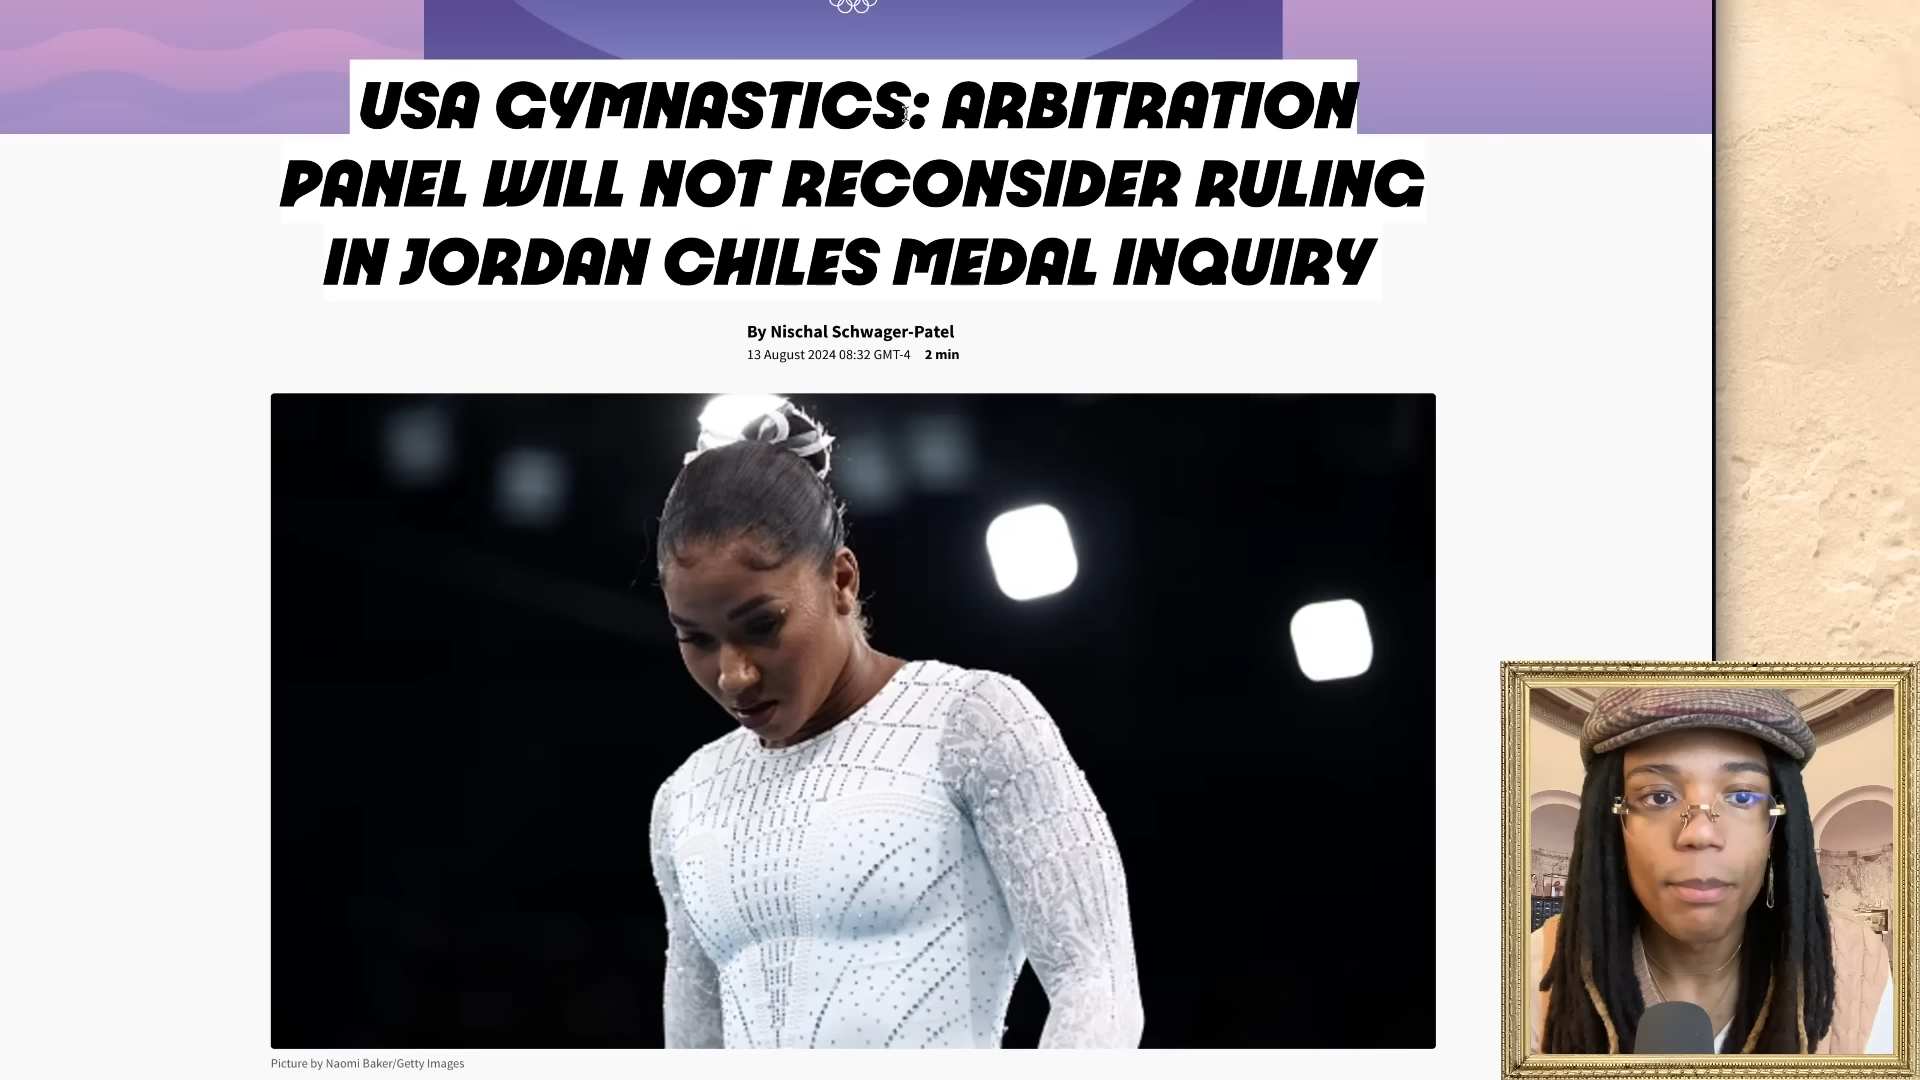 USA GYMNASTICS: ARBITRATION
PANEL WILL NOT RECONSIDER RULING
IN JORDAN CHILES MEDAL INQUIRY
By Nischal Schwager-Patel
13 August 2024 08:32 GMT-4 2 min
Picture by Naomi Baker/Getty Images